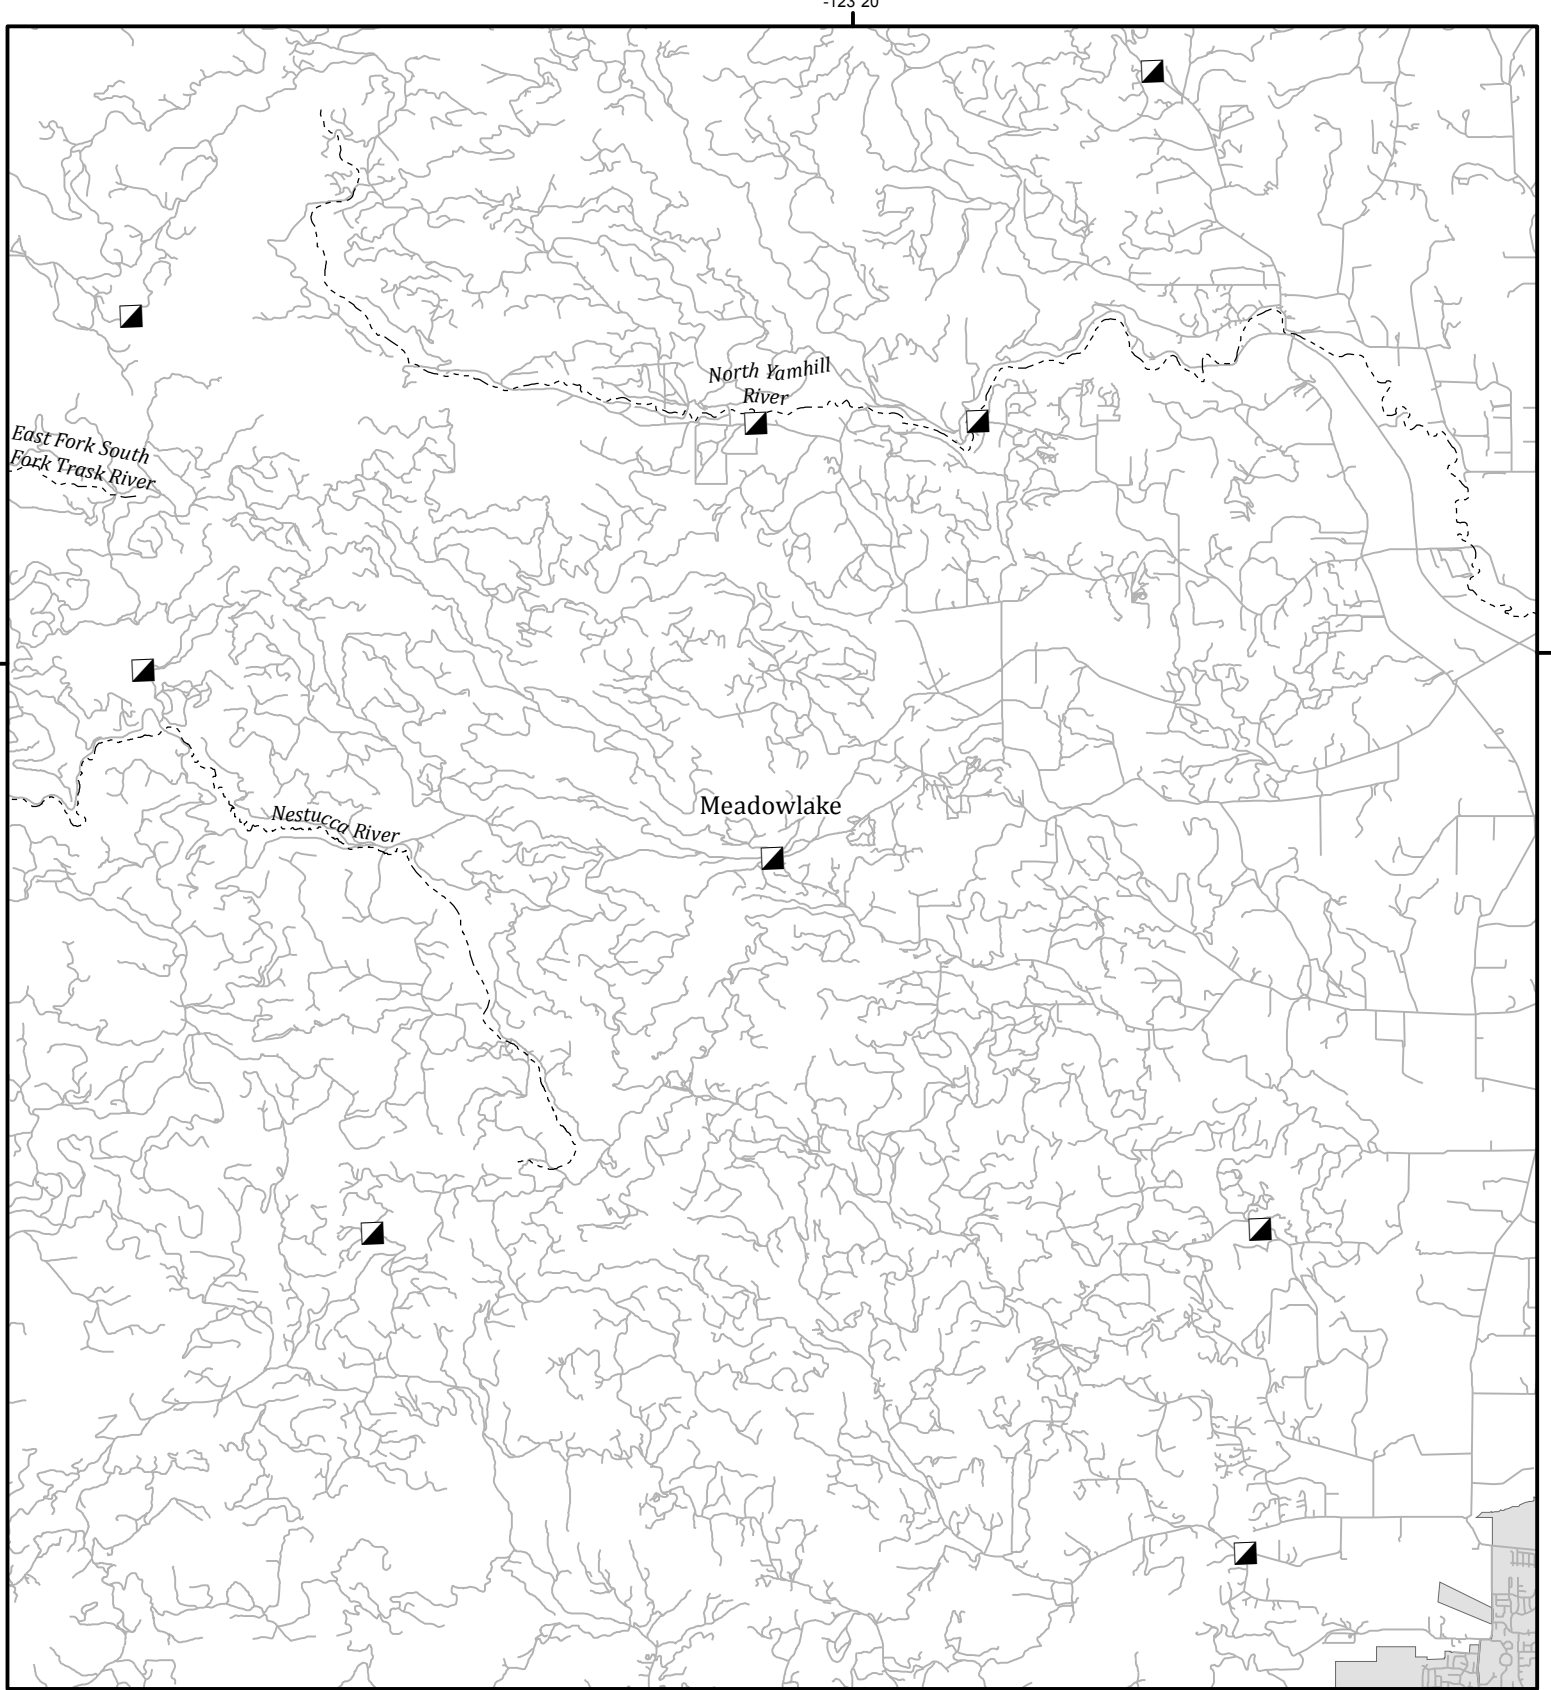 -123 20
North Yamhill
River
East Fork South
Fork Trask River
Meadowlake
Nestucca River